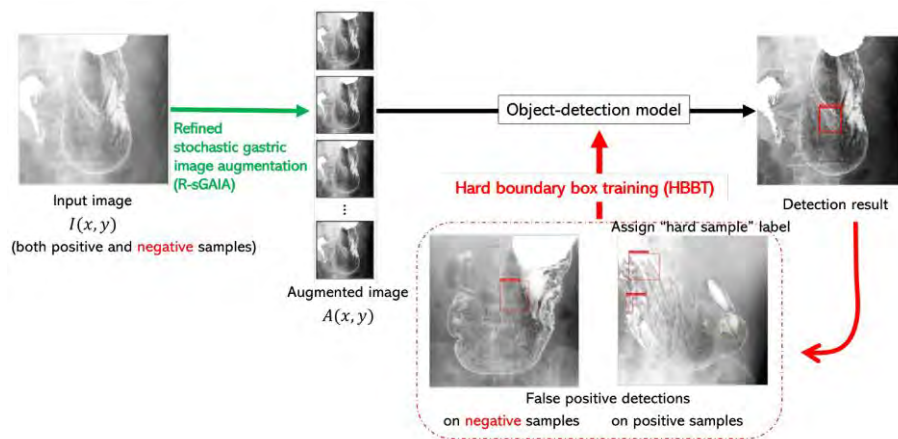 Input image
I(x, y)
(both positive and negative samples)
Refined
stochastic gastric
image augmentation
(R-sGAIA)
⋮
Augmented image
A(x, y)
Object-detection model
Hard boundary box training (HBBT)
Assign "hard sample" label
Detection result
False positive detections
on negative samples
on positive samples